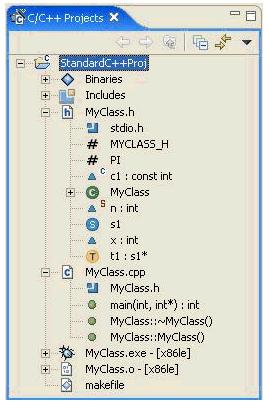 C/C++ Projects
StandardC++Proj
Binaries
Includes
MyClass.h
stdio.h
# MYCLASS_H
# PI
c1 : const int
MyClass
n : int
s1
x : int
t1 : s1*
MyClass.cpp
MyClass.h
main(int, int*) : int
MyClass::~MyClass()
MyClass::MyClass()
MyClass.exe - [x86le]
MyClass.o - [x86le]
makefile